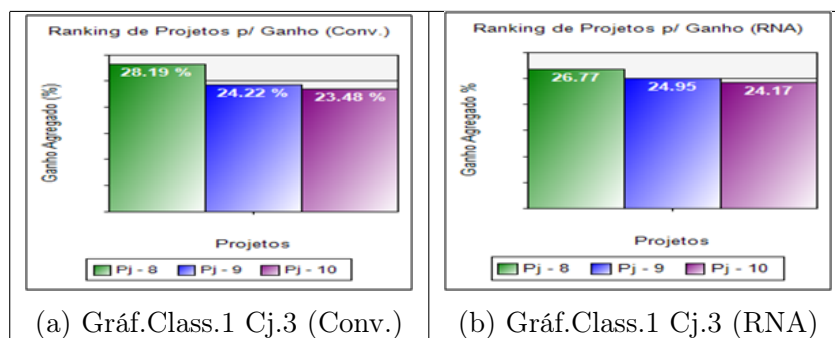 Ranking de Projetos p/ Ganho (Conv.)
Ganho Agregado (%)
28.19 %
24.22 %
23.48 %
Projetos
Pj - 8 Pj - 9 Pj - 10
(a) Gráf.Class.1 Cj.3 (Conv.)
Ranking de Projetos p/ Ganho (RNA)
Ganho Agregado %
26.77
24.95
24.17
Projetos
Pj - 8 Pj - 9 Pj - 10
(b) Gráf.Class.1 Cj.3 (RNA)